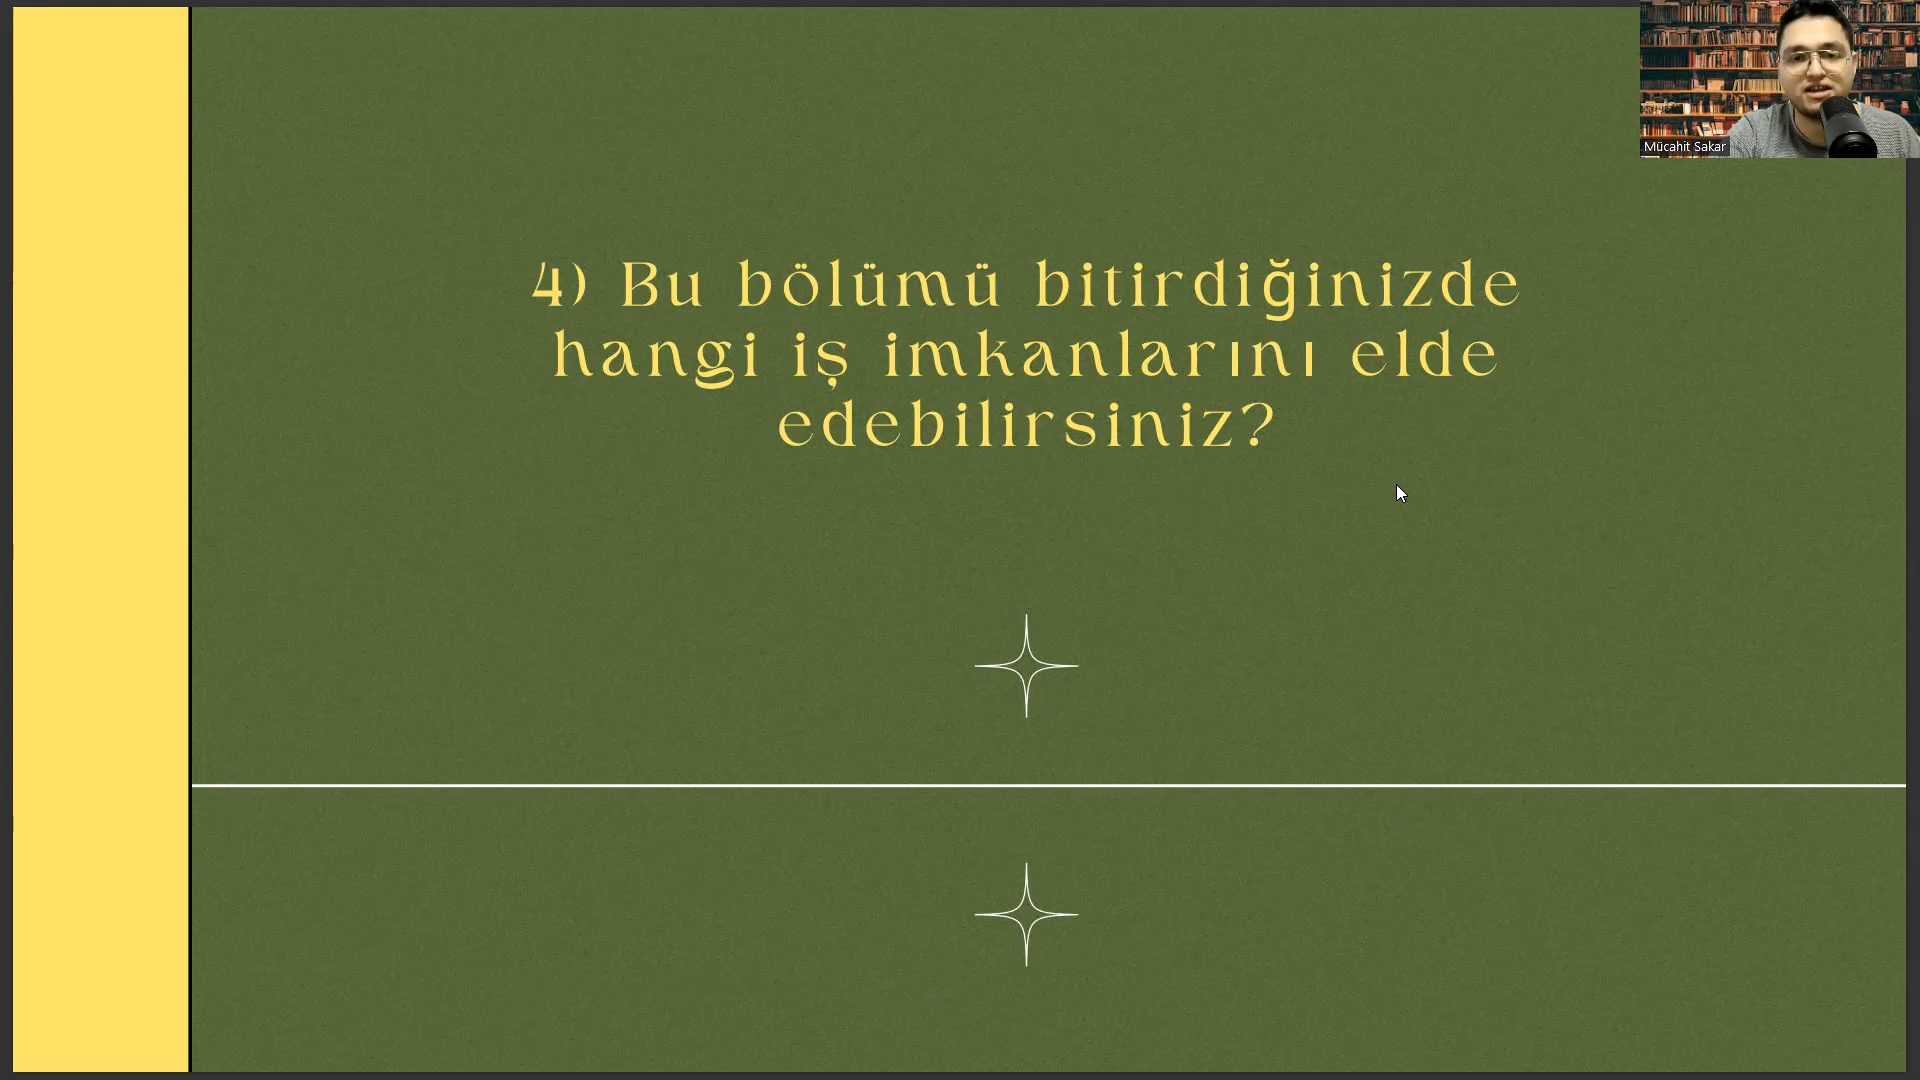 4) Bu bölümü bitirdiğinizde
hangi iş imkanlarını elde
edebilirsiniz?
Mücahit Sakar